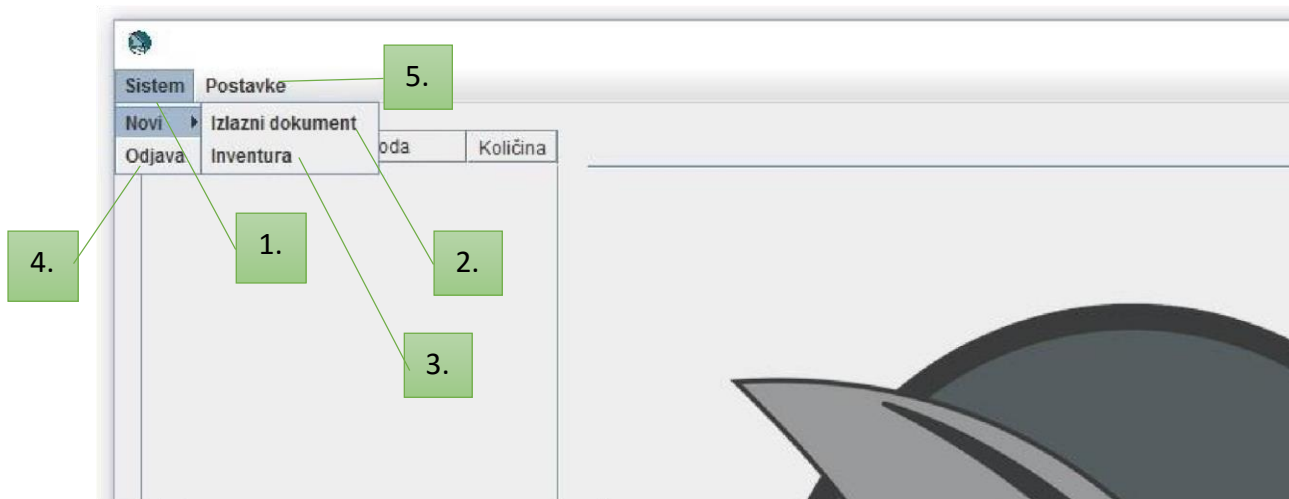 5.
Sistem Postavke
Novi Izlazni dokument
Odjava Inventura
oda Količina
1.
4.
2.
3.